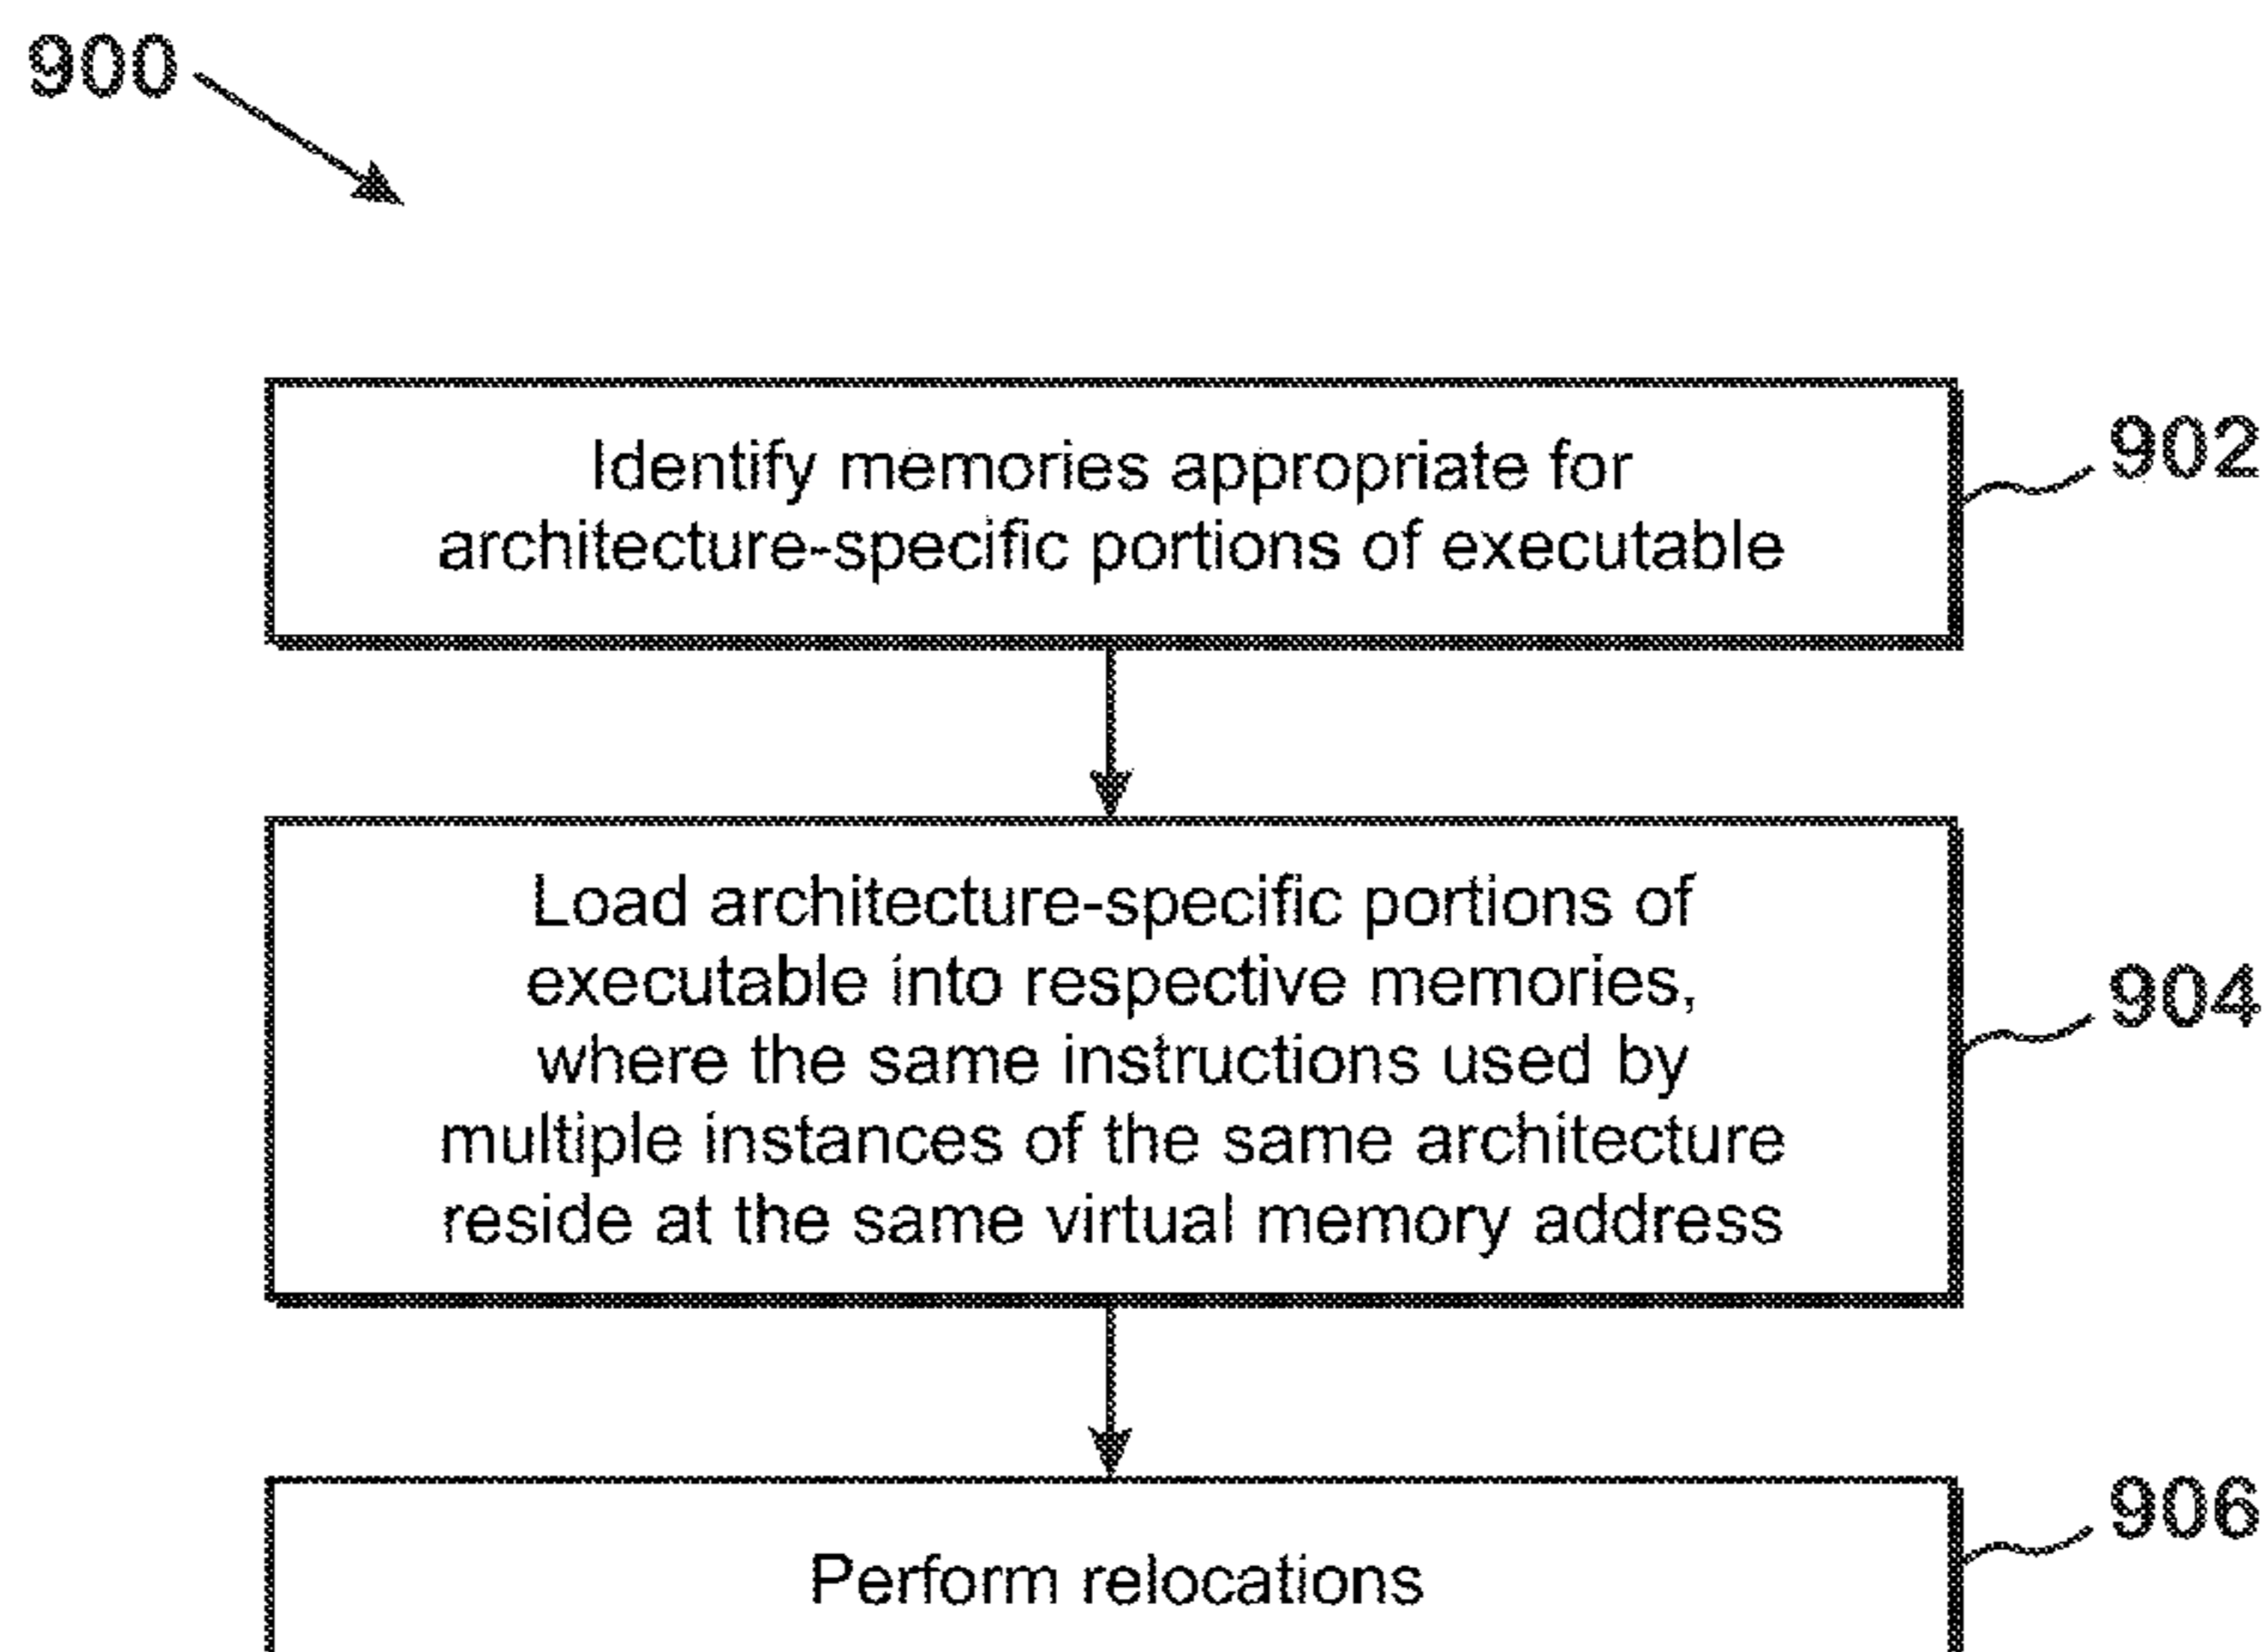 900
Identify memories appropriate for
architecture-specific portions of executable
902
Load architecture-specific portions of
executable into respective memories,
where the same instructions used by
multiple instances of the same architecture
reside at the same virtual memory address
904
Perform relocations
906